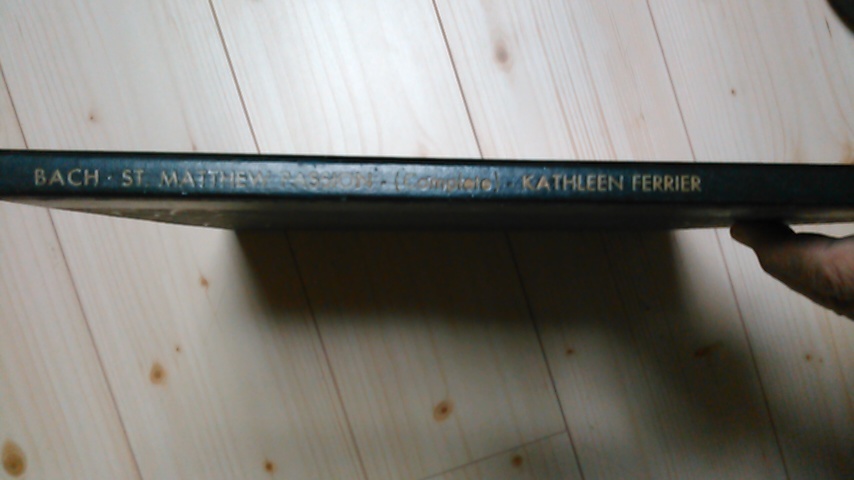 BACH · ST. MATTHEW PASSION · (Complete) · KATHLEEN FERRIER